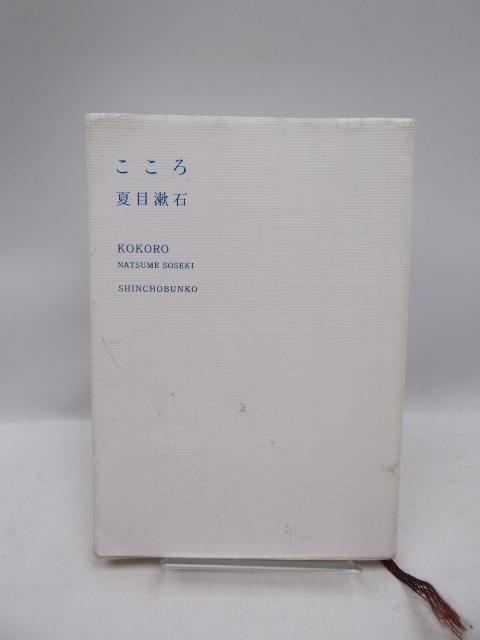 こころ
夏目漱石
KOKORO
NATSUME SOSEKI
SHINCHOBUNKO